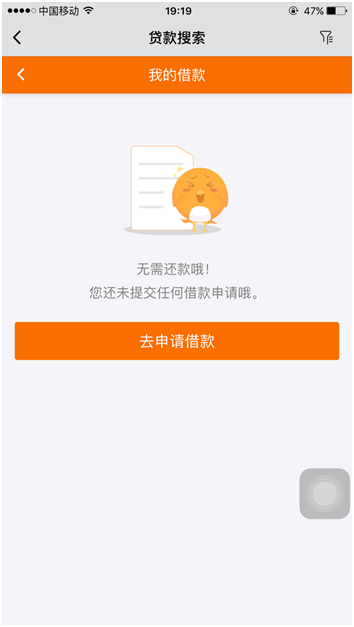 中国移动 19:19 47%
贷款搜索
我的借款
无需还款哦！
您还未提交任何借款申请哦。
去申请借款